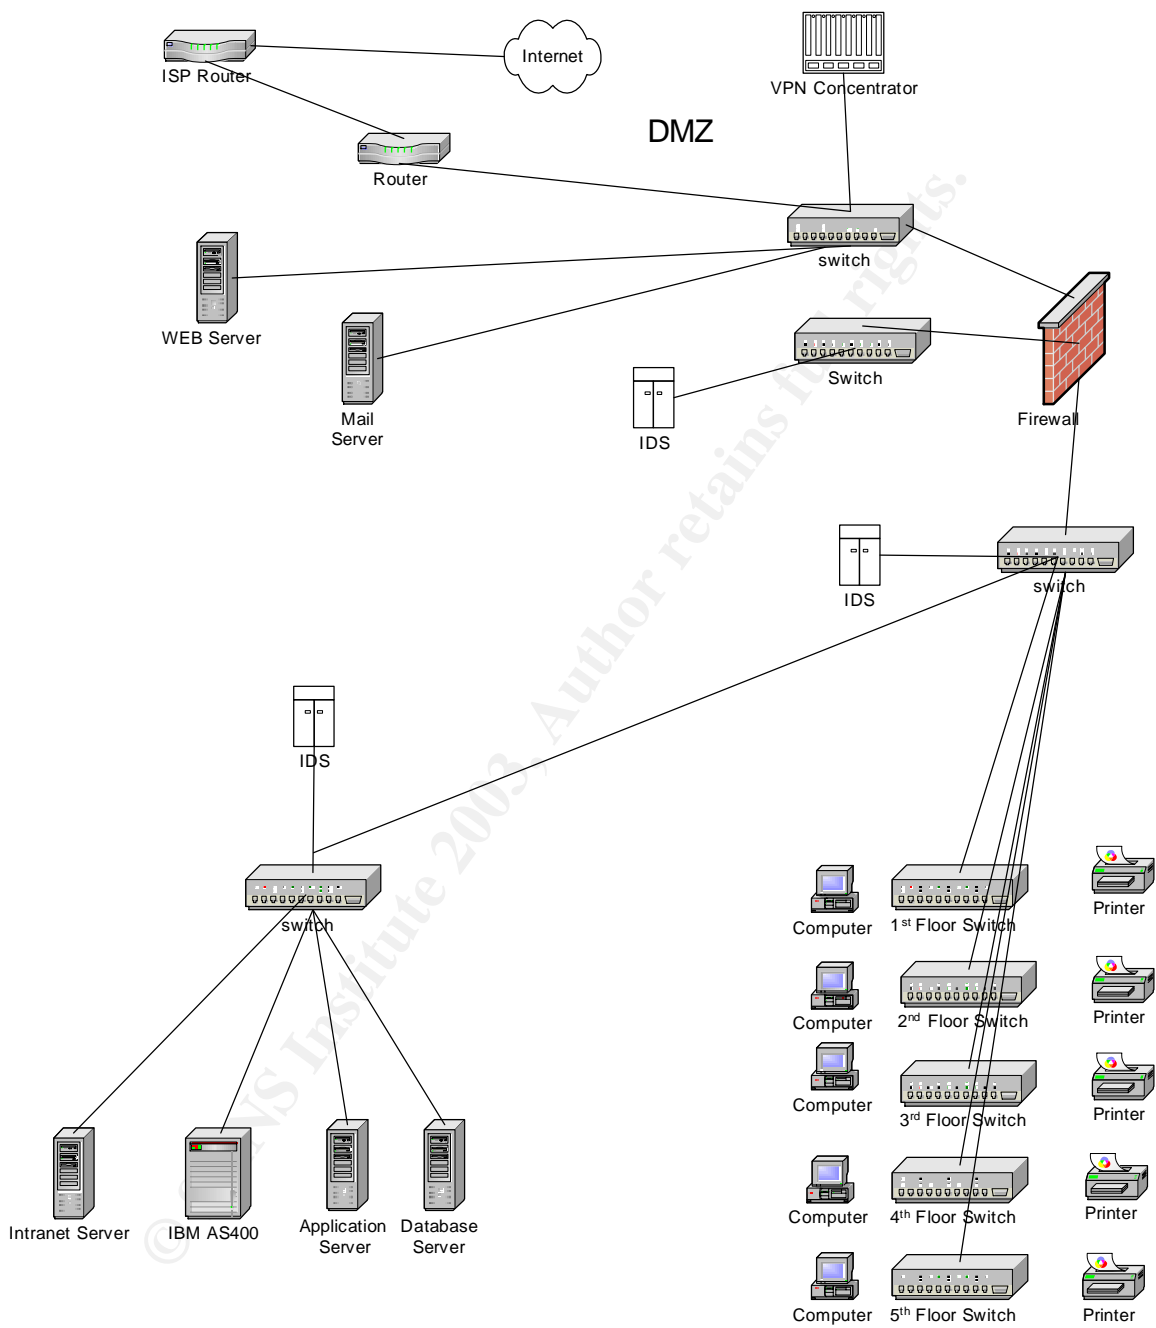 Internet
ISP Router
VPN Concentrator
DMZ
Router
switch
WEB Server
Switch
Mail
Server
Firewall
IDS
IDS
switch
IDS
switch
Computer
1st Floor Switch
Printer
Computer
2nd Floor Switch
Printer
Computer
3rd Floor Switch
Printer
Intranet Server
IBM AS400
Application
Server
Database
Server
Computer
4th Floor Switch
Printer
Computer
5th Floor Switch
Printer
© SANS Institute 2003, Author retains full rights.